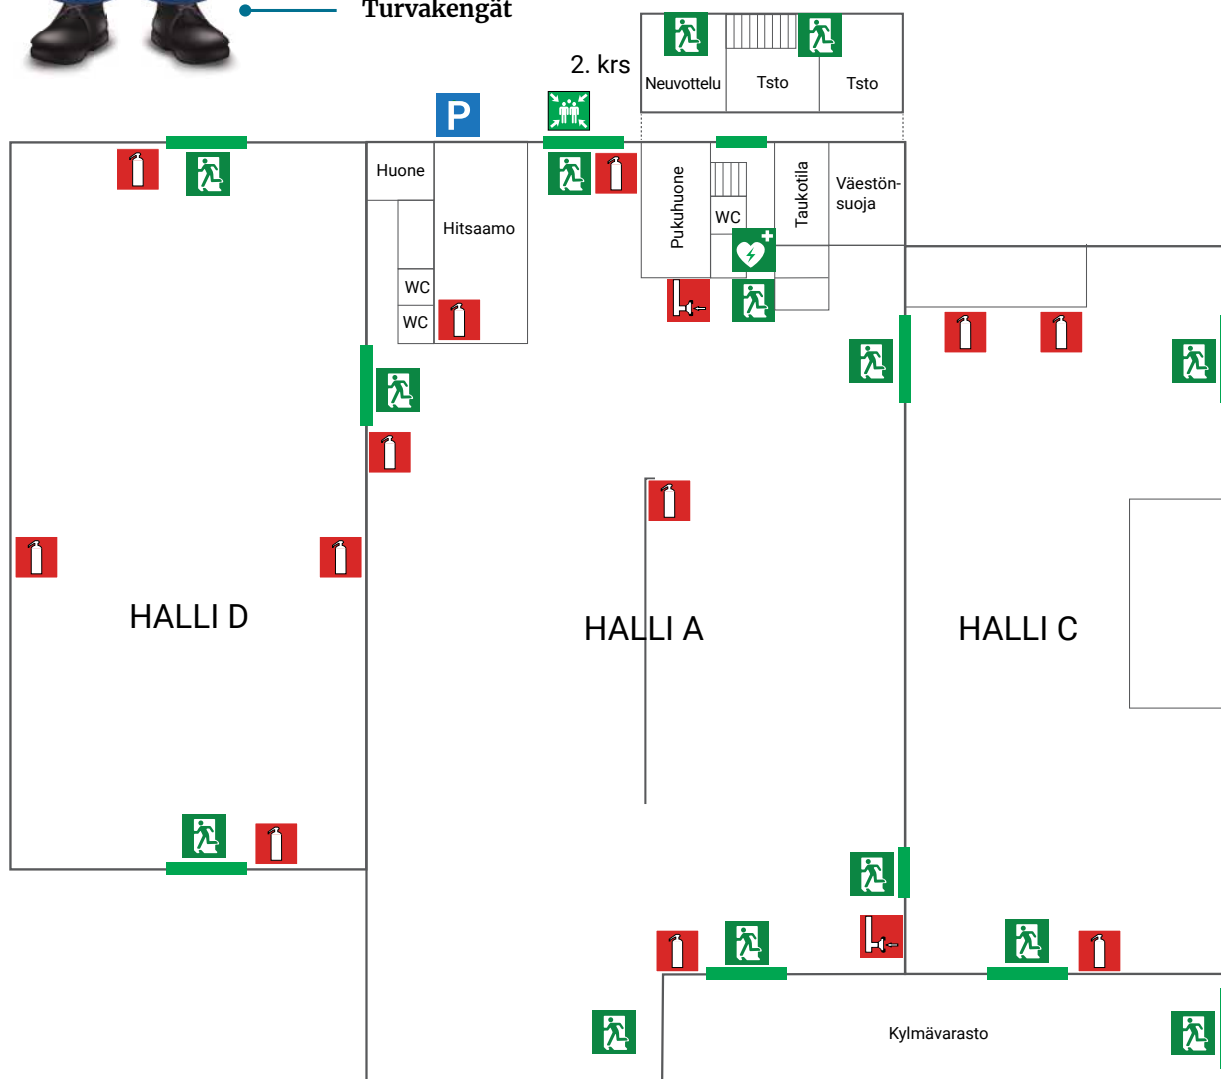 Turvakengät
2. krs
Neuvottelu
Tsto
Tsto
P
Huone
Hitsaamo
WC
WC
Pukuhuone
WC
Taukotila
Väestön-
suoja
HALLI D
HALLI A
HALLI C
Kylmävarasto